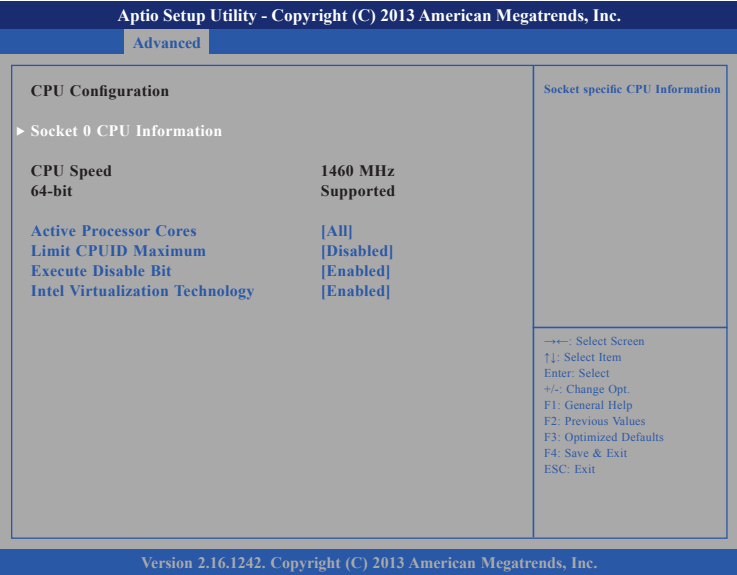 Aptio Setup Utility - Copyright (C) 2013 American Megatrends, Inc.
Advanced
CPU Configuration
▶ Socket 0 CPU Information
CPU Speed 1460 MHz
64-bit Supported
Active Processor Cores [All]
Limit CPUID Maximum [Disabled]
Execute Disable Bit [Enabled]
Intel Virtualization Technology [Enabled]
Socket specific CPU Information
→←: Select Screen
↑↓: Select Item
Enter: Select
+/-: Change Opt.
F1: General Help
F2: Previous Values
F3: Optimized Defaults
F4: Save & Exit
ESC: Exit
Version 2.16.1242. Copyright (C) 2013 American Megatrends, Inc.